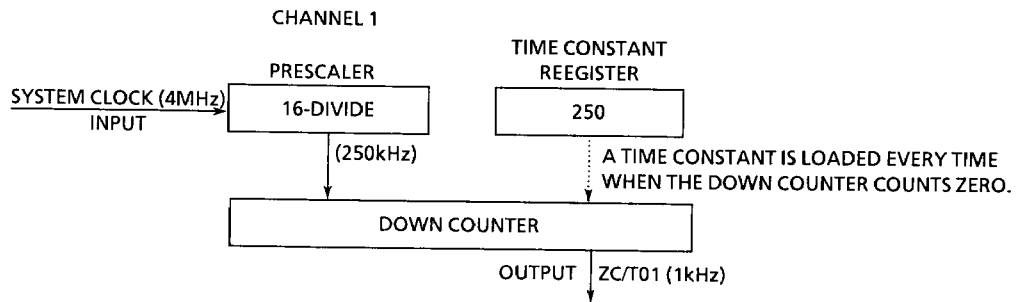 CHANNEL 1
PRESCALER
TIME CONSTANT
REEGISTER
SYSTEM CLOCK (4MHz)
INPUT
16-DIVIDE
250
(250kHz)
A TIME CONSTANT IS LOADED EVERY TIME
WHEN THE DOWN COUNTER COUNTS ZERO.
DOWN COUNTER
OUTPUT ZC/T01 (1kHz)